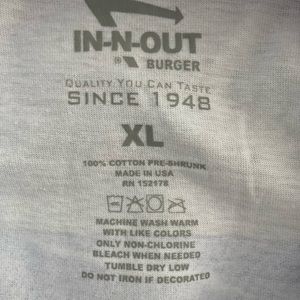 IN-N-OUT
® BURGER
QUALITY YOU CAN TASTE
SINCE 1948
XL
100% COTTON PRE-SHRUNK
MADE IN USA
RN 152178
MACHINE WASH WARM
WITH LIKE COLORS
ONLY NON-CHLORINE
BLEACH WHEN NEEDED
TUMBLE DRY LOW
DO NOT IRON IF DECORATED